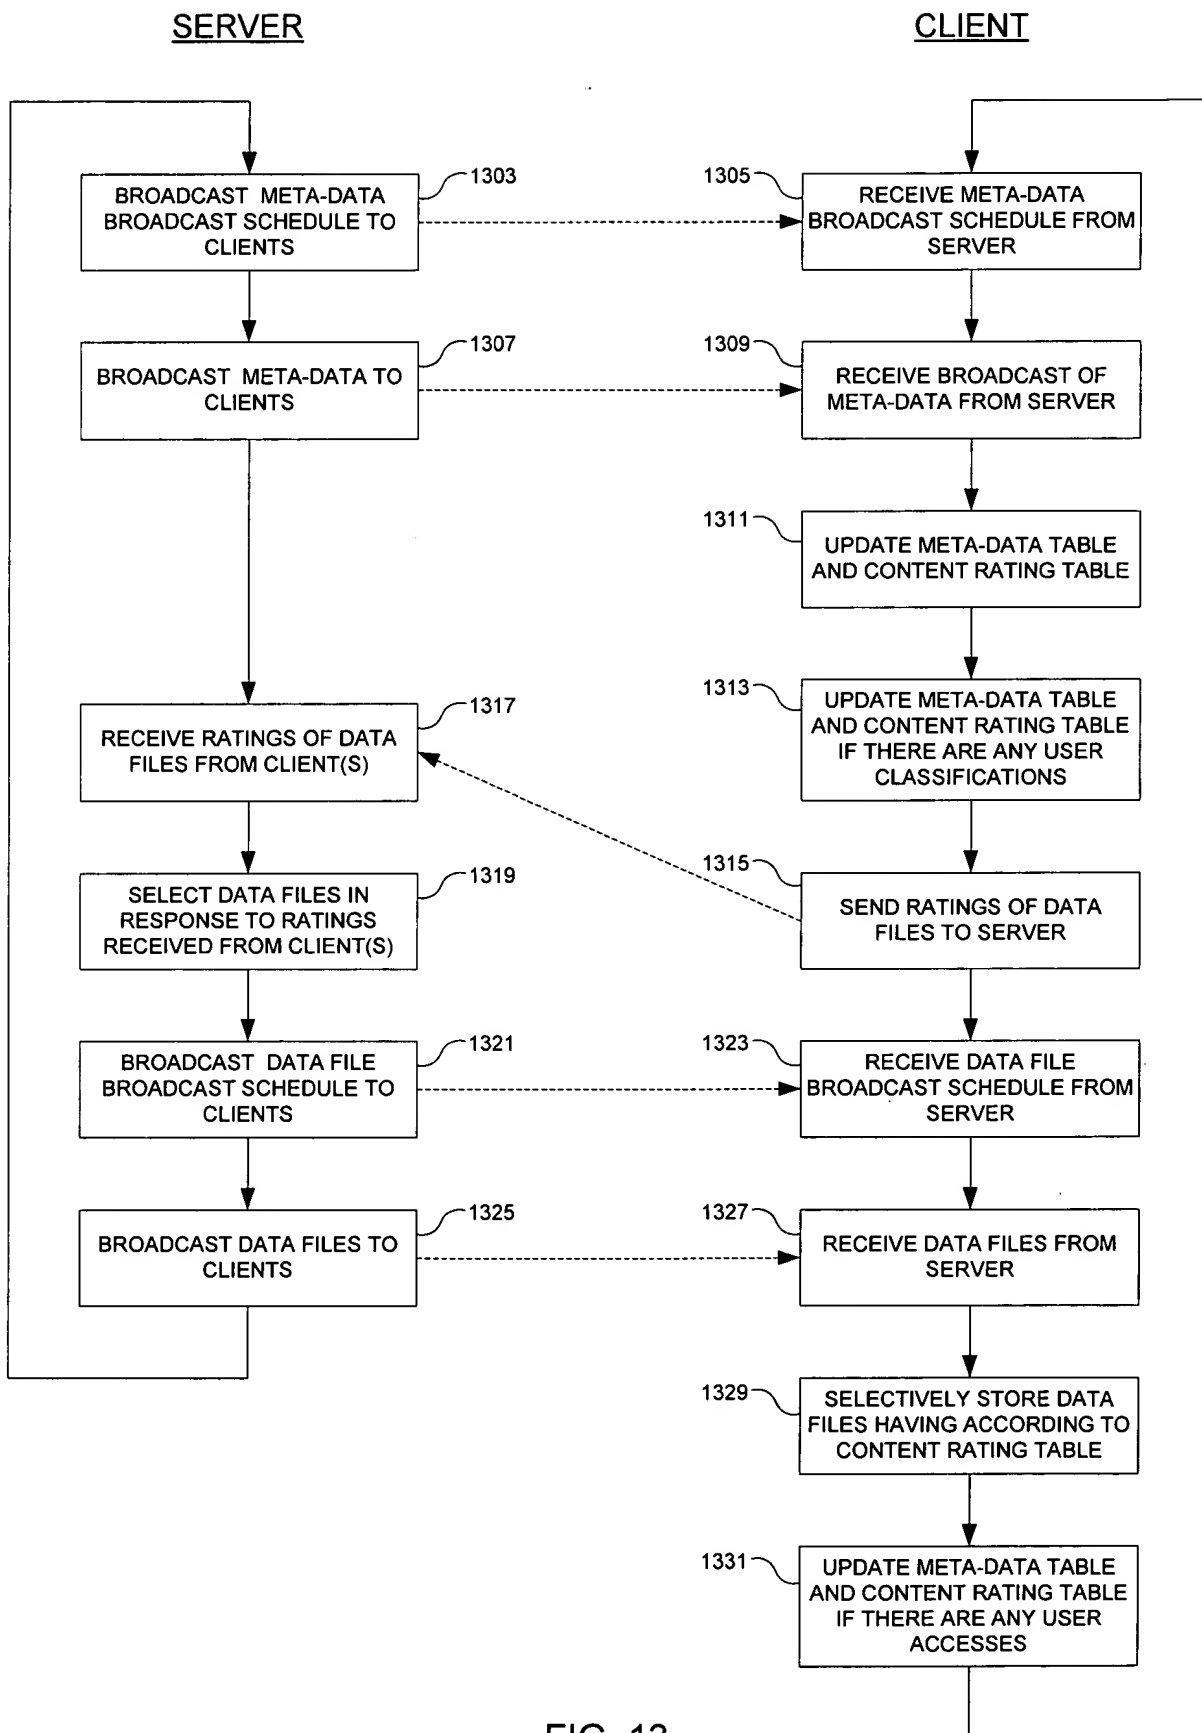 SERVER
CLIENT
1303
BROADCAST META-DATA
BROADCAST SCHEDULE TO
CLIENTS
1305
RECEIVE META-DATA
BROADCAST SCHEDULE FROM
SERVER
1307
BROADCAST META-DATA TO
CLIENTS
1309
RECEIVE BROADCAST OF
META-DATA FROM SERVER
1311
UPDATE META-DATA TABLE
AND CONTENT RATING TABLE
1313
UPDATE META-DATA TABLE
AND CONTENT RATING TABLE
IF THERE ARE ANY USER
CLASSIFICATIONS
1317
RECEIVE RATINGS OF DATA
FILES FROM CLIENT(S)
1315
SEND RATINGS OF DATA
FILES TO SERVER
1319
SELECT DATA FILES IN
RESPONSE TO RATINGS
RECEIVED FROM CLIENT(S)
1321
BROADCAST DATA FILE
BROADCAST SCHEDULE TO
CLIENTS
1323
RECEIVE DATA FILE
BROADCAST SCHEDULE FROM
SERVER
1325
BROADCAST DATA FILES TO
CLIENTS
1327
RECEIVE DATA FILES FROM
SERVER
1329
SELECTIVELY STORE DATA
FILES HAVING ACCORDING TO
CONTENT RATING TABLE
1331
UPDATE META-DATA TABLE
AND CONTENT RATING TABLE
IF THERE ARE ANY USER
ACCESSES
FIG. 13